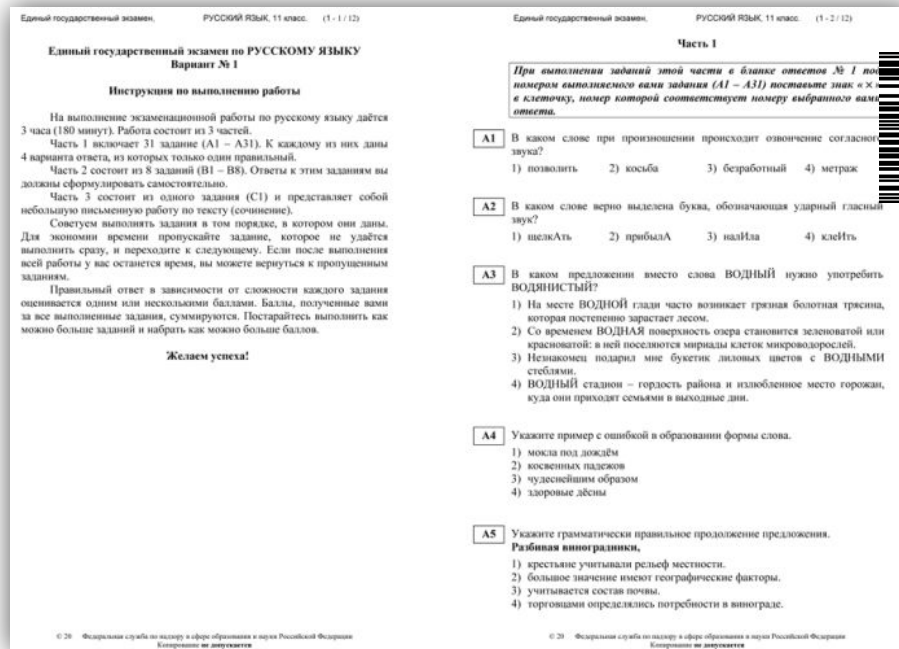 Единый государственный экзамен, РУССКИЙ ЯЗЫК, 11 класс. (1 - 1 / 12)
Единый государственный экзамен по РУССКОМУ ЯЗЫКУ
Вариант № 1
Инструкция по выполнению работы
На выполнение экзаменационной работы по русскому языку даётся
3 часа (180 минут). Работа состоит из 3 частей.
Часть 1 включает 31 задание (А1 – А31). К каждому из них даны
4 варианта ответа, из которых только один правильный.
Часть 2 состоит из 8 заданий (В1 – В8). Ответы к этим заданиям вы
должны сформулировать самостоятельно.
Часть 3 состоит из одного задания (С1) и представляет собой
небольшую письменную работу по тексту (сочинение).
Советуем выполнять задания в том порядке, в котором они даны.
Для экономии времени пропускайте задание, которое не удаётся
выполнить сразу, и переходите к следующему. Если после выполнения
всей работы у вас останется время, вы можете вернуться к пропущенным
заданиям.
Правильный ответ в зависимости от сложности каждого задания
оценивается одним или несколькими баллами. Баллы, полученные вами
за все выполненные задания, суммируются. Постарайтесь выполнить как
можно больше заданий и набрать как можно больше баллов.
Желаем успеха!
© 20 Федеральная служба по надзору в сфере образования и науки Российской Федерации
Копирование не допускается
Единый государственный экзамен, РУССКИЙ ЯЗЫК, 11 класс. (1 - 2 / 12)
Часть 1
При выполнении заданий этой части в бланке ответов № 1 под
номером выполняемого вами задания (А1 – А31) поставьте знак «×»
в клеточку, номер которой соответствует номеру выбранного вами
ответа.
А1 В каком слове при произношении происходит озвончение согласного
звука?
1) позволить 2) косьба 3) безработный 4) метраж
А2 В каком слове верно выделена буква, обозначающая ударный гласный
звук?
1) щелкАть 2) прибылА 3) налИла 4) клеИть
А3 В каком предложении вместо слова ВОДНЫЙ нужно употребить
ВОДЯНИСТЫЙ?
1) На месте ВОДНОЙ глади часто возникает грязная болотная трясина,
которая постепенно зарастает лесом.
2) Со временем ВОДНАЯ поверхность озера становится зеленоватой или
красноватой: в ней поселяются мириады клеток микроводорослей.
3) Незнакомец подарил мне букетик лиловых цветов с ВОДНЫМИ
стеблями.
4) ВОДНЫЙ стадион – гордость района и излюбленное место горожан,
куда они приходят семьями в выходные дни.
А4 Укажите пример с ошибкой в образовании формы слова.
1) мокла под дождём
2) косвенных падежов
3) чудеснейшим образом
4) здоровые дёсны
А5 Укажите грамматически правильное продолжение предложения.
Разбивая виноградники,
1) крестьяне учитывали рельеф местности.
2) большое значение имеют географические факторы.
3) учитывается состав почвы.
4) торговцами определялись потребности в винограде.
© 20 Федеральная служба по надзору в сфере образования и науки Российской Федерации
Копирование не допускается